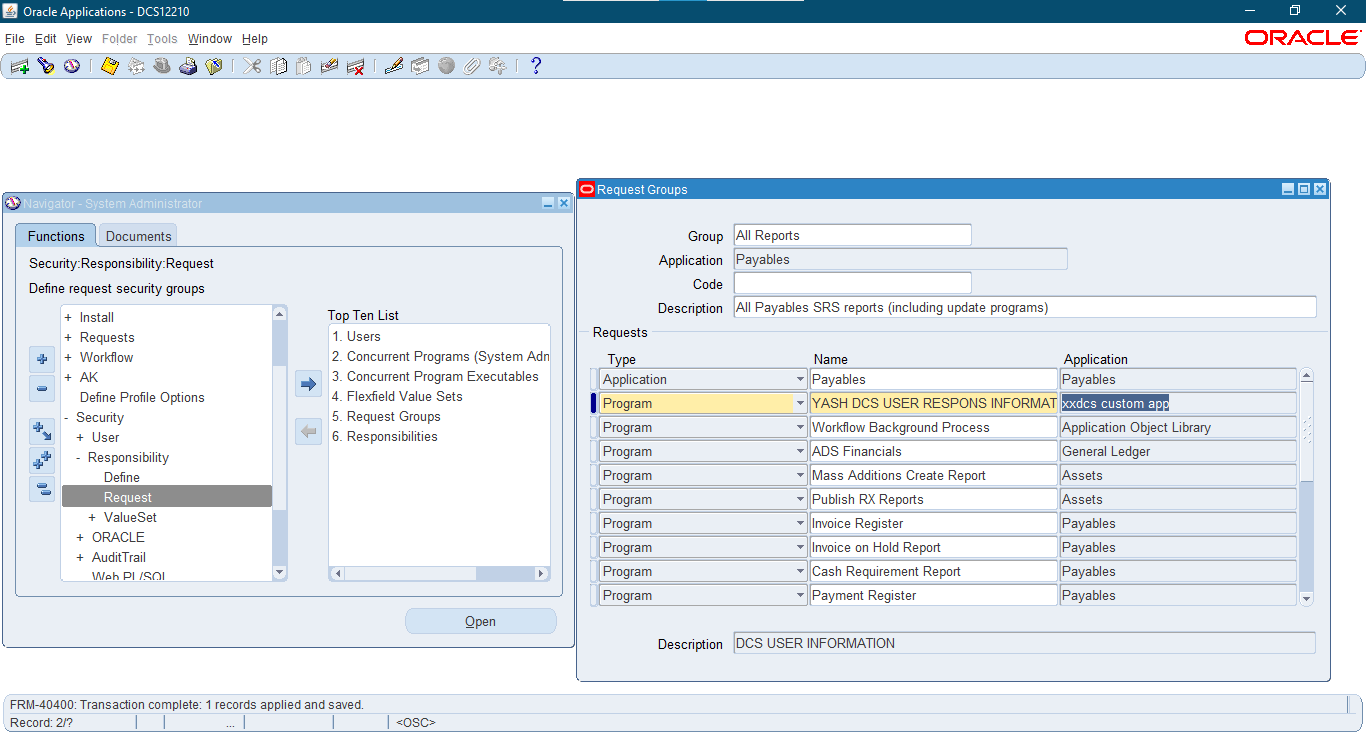 Oracle Applications - DCS12210
File Edit View Folder Tools Window Help
ORACLE
Navigator - System Administrator
Functions Documents
Security:Responsibility:Request
Define request security groups
+ Install
+ Requests
+ Workflow
+ AK
Define Profile Options
- Security
+ User
- Responsibility
Define
Request
+ ValueSet
+ ORACLE
+ AuditTrail
Web PL/SQL
Top Ten List
1. Users
2. Concurrent Programs (System Adm
3. Concurrent Program Executables
4. Flexfield Value Sets
5. Request Groups
6. Responsibilities
Open
Request Groups
Group All Reports
Application Payables
Code
Description All Payables SRS reports (including update programs)
Requests
Type Name Application
Application Payables Payables
Program YASH DCS USER RESPONS INFORMAT xxdcs custom app
Program Workflow Background Process Application Object Library
Program ADS Financials General Ledger
Program Mass Additions Create Report Assets
Program Publish RX Reports Assets
Program Invoice Register Payables
Program Invoice on Hold Report Payables
Program Cash Requirement Report Payables
Program Payment Register Payables
Description DCS USER INFORMATION
FRM-40400: Transaction complete: 1 records applied and saved.
Record: 2/? ... <OSC>